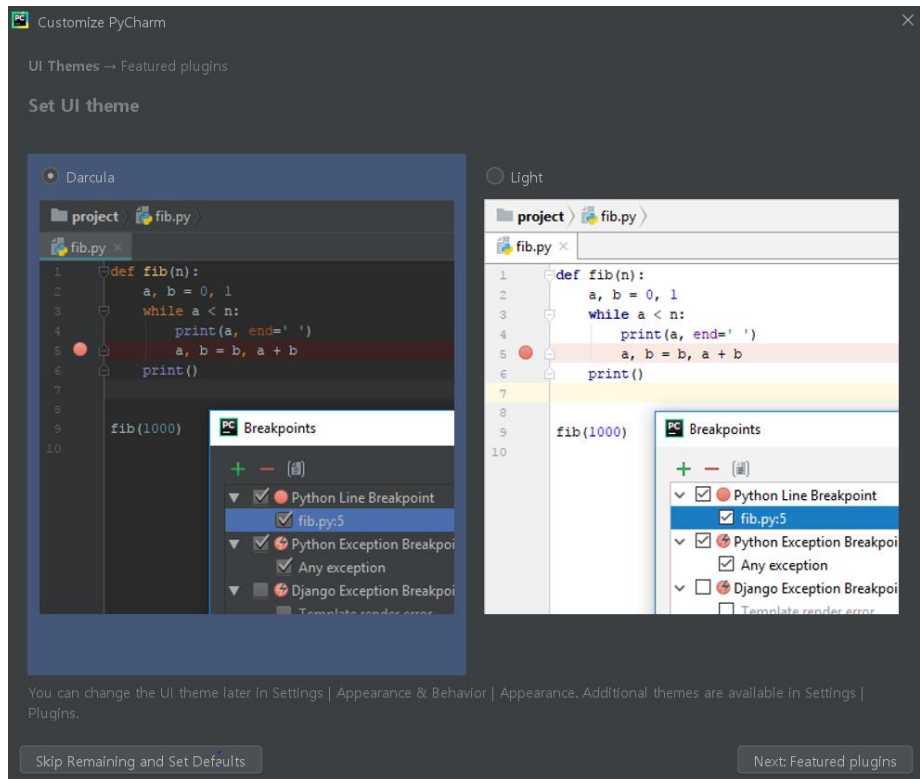 Customize PyCharm
UI Themes → Featured plugins
Set UI theme
Darcula
project fib.py
fib.py
1 def fib(n):
2 a, b = 0, 1
3 while a < n:
4 print(a, end=' ')
5 a, b = b, a + b
6 print()
7
8
9 fib(1000)
10
Breakpoints
Python Line Breakpoint
fib.py:5
Python Exception Breakpoi
Any exception
Django Exception Breakpoi
Template render error
Light
project fib.py
fib.py
1 def fib(n):
2 a, b = 0, 1
3 while a < n:
4 print(a, end=' ')
5 a, b = b, a + b
6 print()
7
8
9 fib(1000)
10
Breakpoints
Python Line Breakpoint
fib.py:5
Python Exception Breakpoi
Any exception
Django Exception Breakpoi
Template render error
You can change the UI theme later in Settings | Appearance & Behavior | Appearance. Additional themes are available in Settings |
Plugins.
Skip Remaining and Set Defaults
Next: Featured plugins